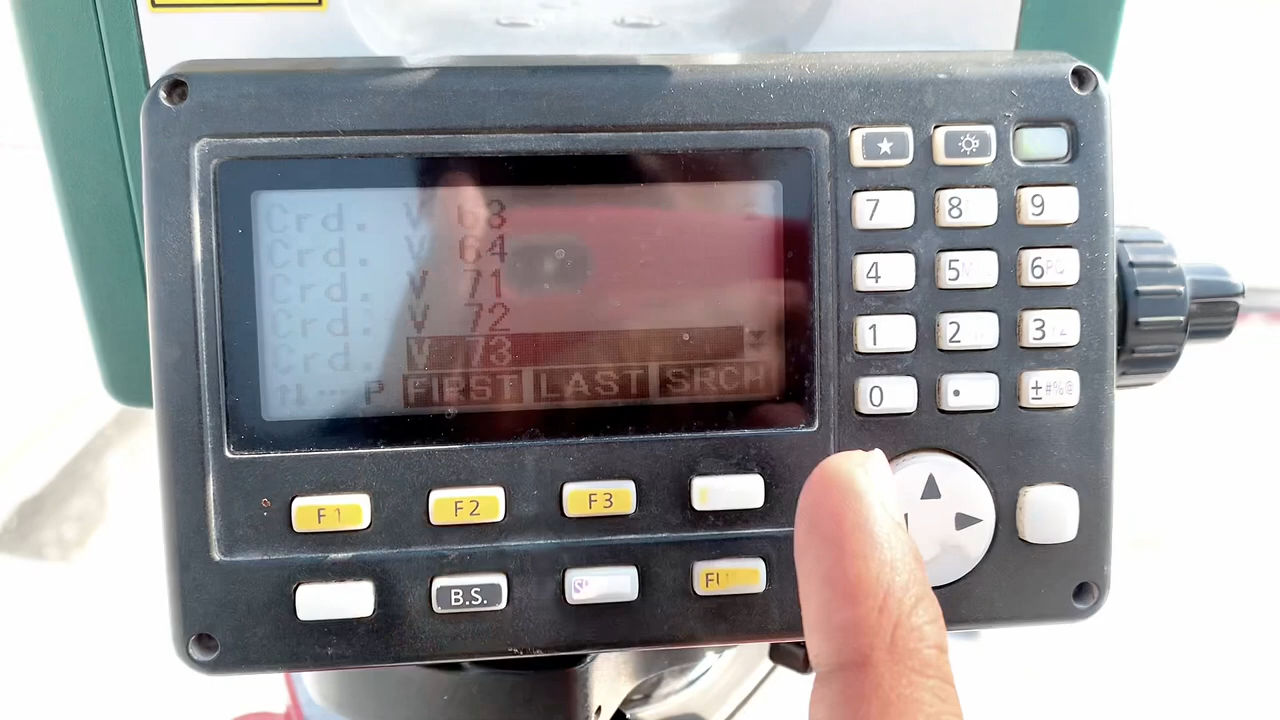 Crd. V 63
Crd. V 64
Crd. V 71
Crd. V 72
Crd. V 73
P FIRST LAST SRCH
7 8 9
4 5 6
1 2 3
0 . ±#%@
F1 F2 F3
B.S.